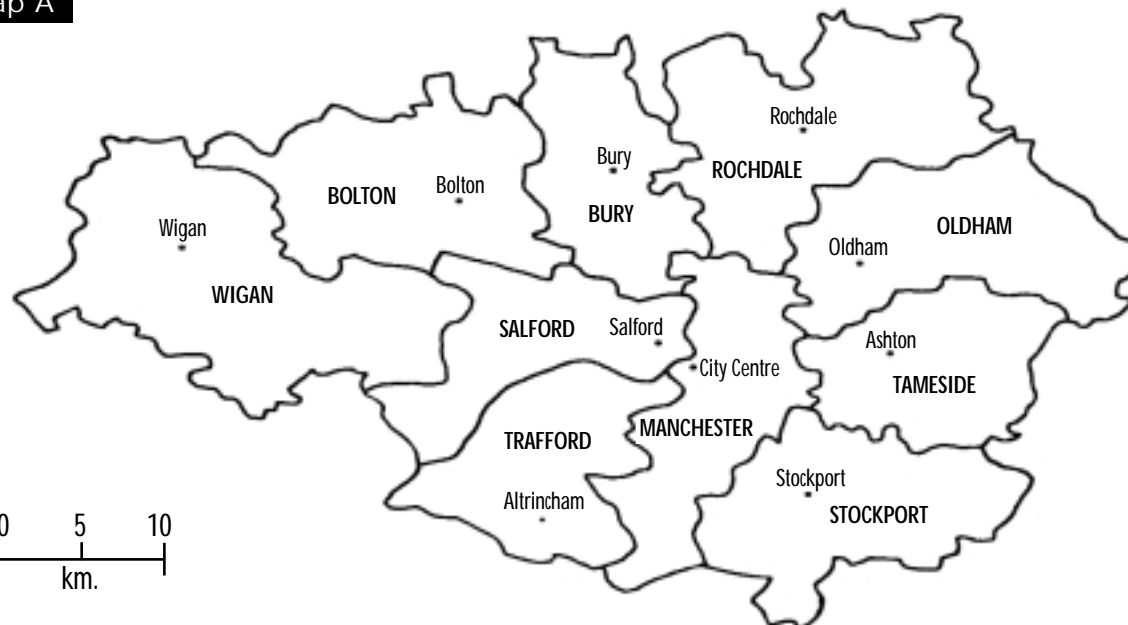 ap A
Rochdale
Bury
ROCHDALE
BOLTON
Bolton
BURY
OLDHAM
Wigan
Oldham
WIGAN
SALFORD
Salford
Ashton
City Centre
TAMESIDE
TRAFFORD
MANCHESTER
Stockport
Altrincham
STOCKPORT
0 5 10
km.